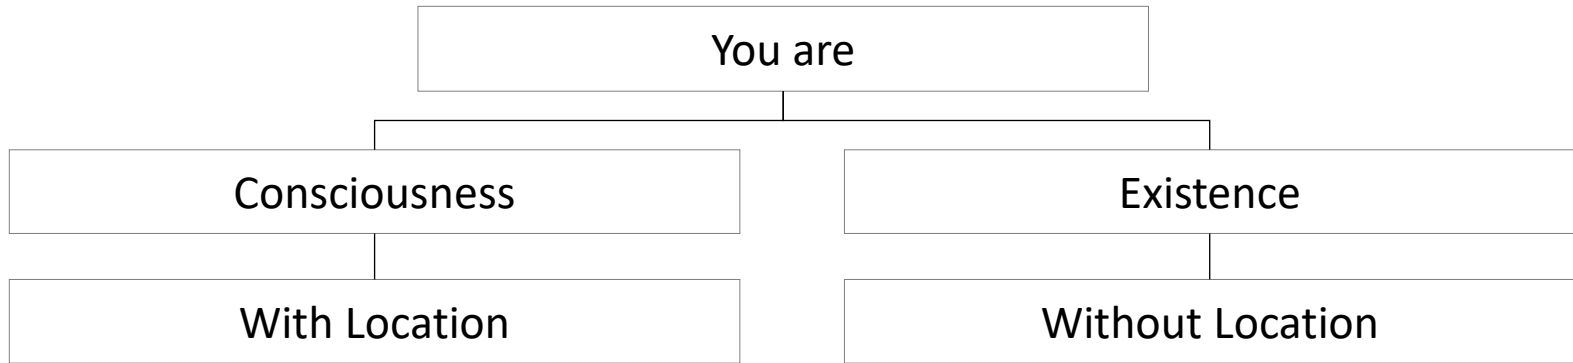 You are
Consciousness
Existence
With Location
Without Location